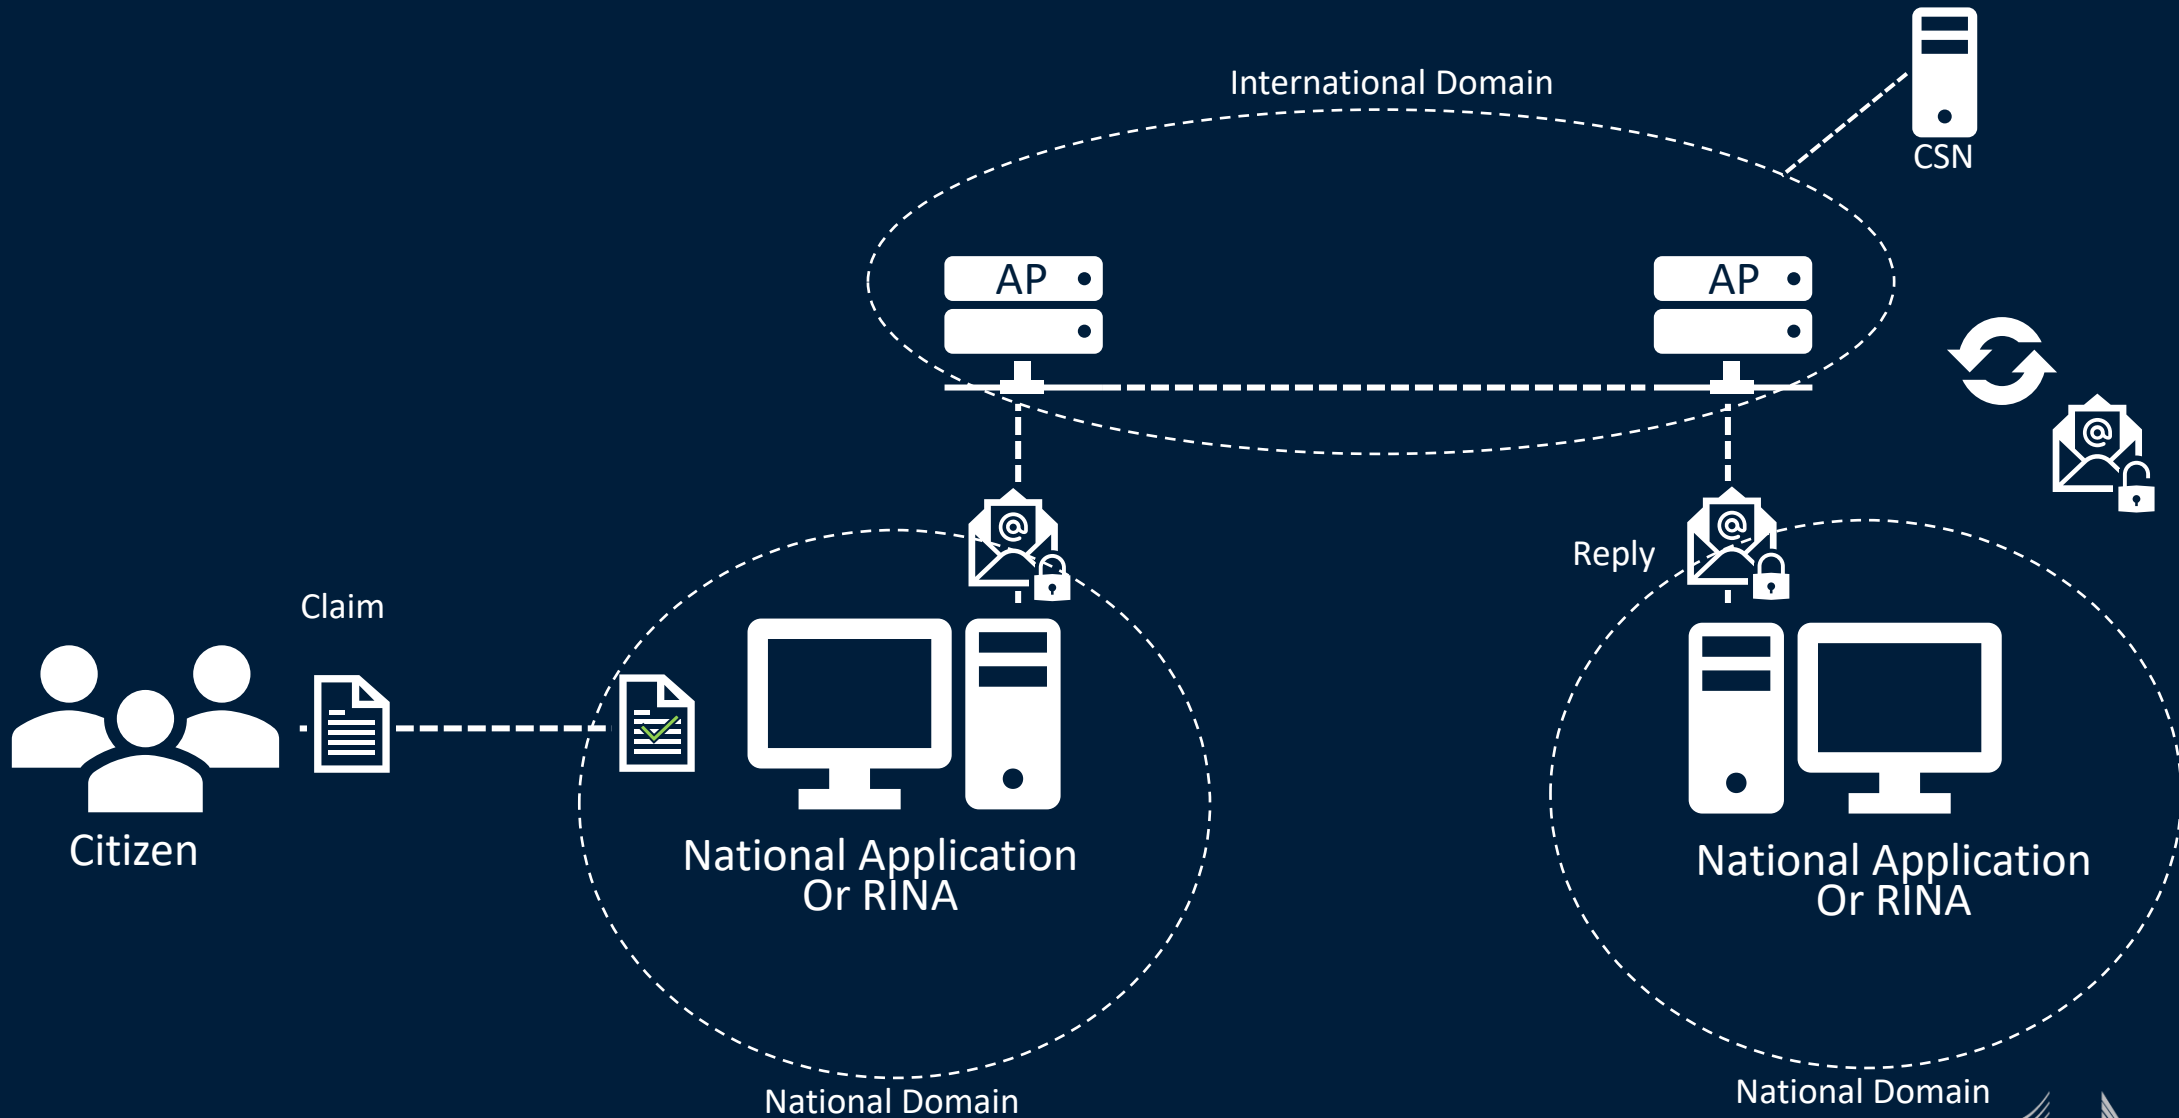 International Domain
CSN
AP
AP
@
@
@
Reply
Claim
Citizen
National Application
Or RINA
National Application
Or RINA
National Domain
National Domain